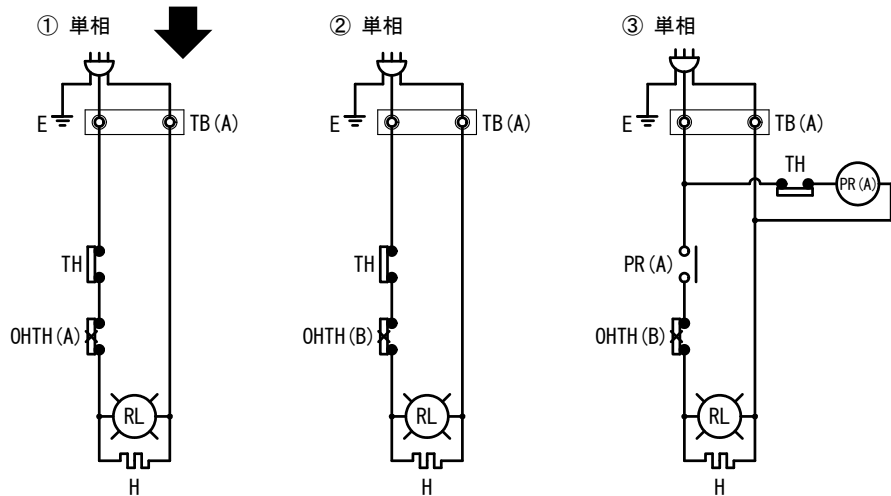 ① 単相
E
TB(A)
TH
OHTH(A)
RL
H
② 単相
E
TB(A)
TH
OHTH(B)
RL
H
③ 単相
E
TB(A)
TH
PR(A)
PR(A)
OHTH(B)
RL
H